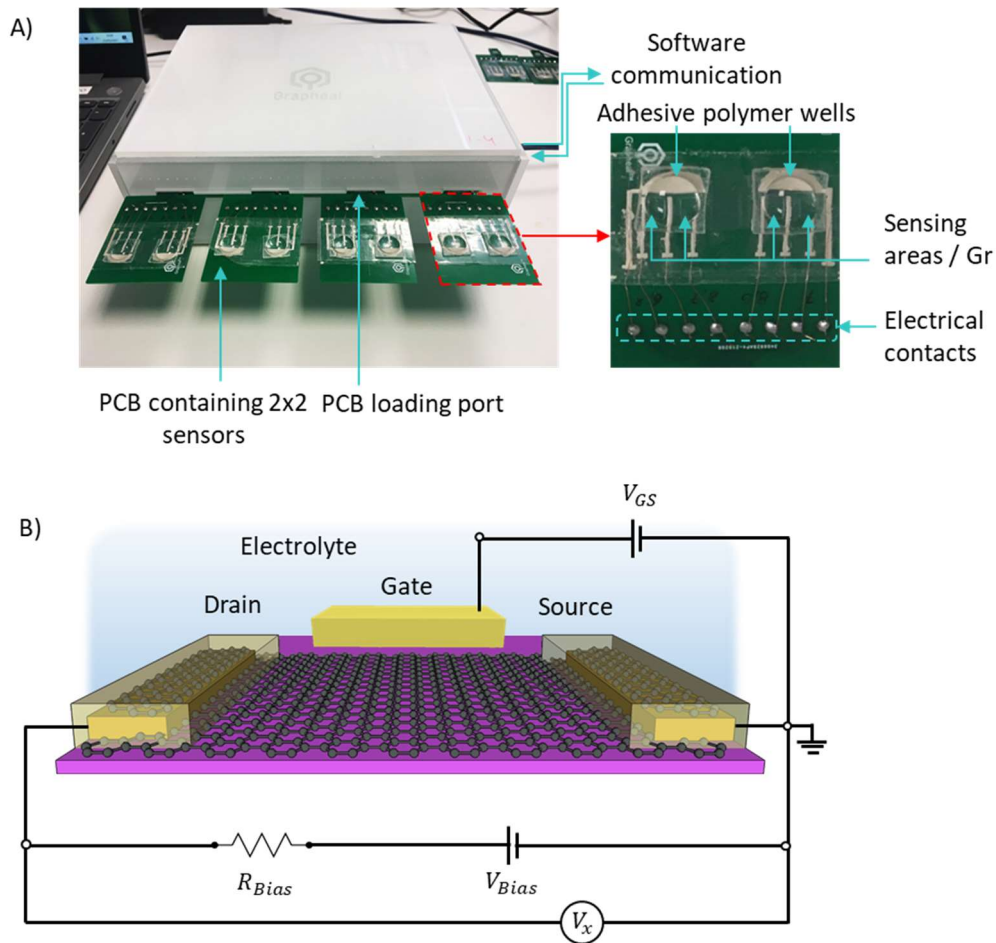 A)
Software
communication
Adhesive polymer wells
Graphaal
Sensing
areas / Gr
Electrical
contacts
PCB containing 2x2
sensors
PCB loading port
B)
V_GS
Electrolyte
Gate
Drain
Source
R_Bias
V_Bias
V_x